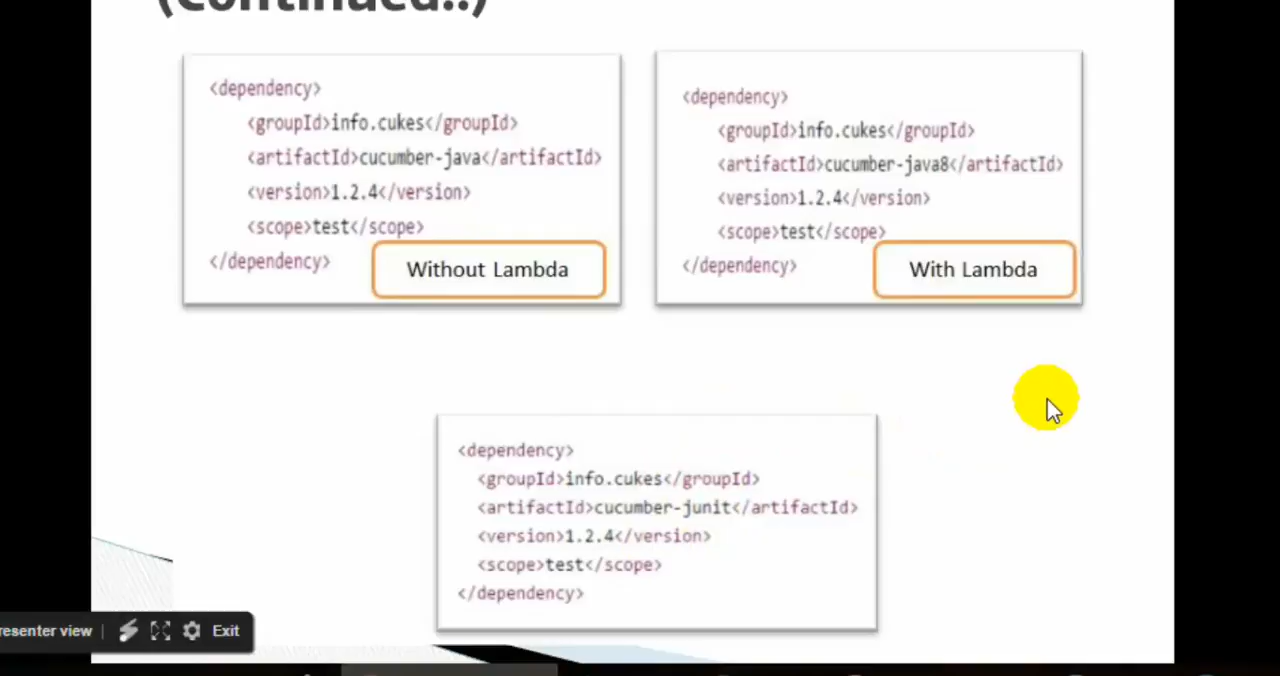 (Continued..)
<dependency>
<groupId>info.cukes</groupId>
<artifactId>cucumber-java</artifactId>
<version>1.2.4</version>
<scope>test</scope>
</dependency>
Without Lambda
<dependency>
<groupId>info.cukes</groupId>
<artifactId>cucumber-java8</artifactId>
<version>1.2.4</version>
<scope>test</scope>
</dependency>
With Lambda
<dependency>
<groupId>info.cukes</groupId>
<artifactId>cucumber-junit</artifactId>
<version>1.2.4</version>
<scope>test</scope>
</dependency>
resenter view | Exit